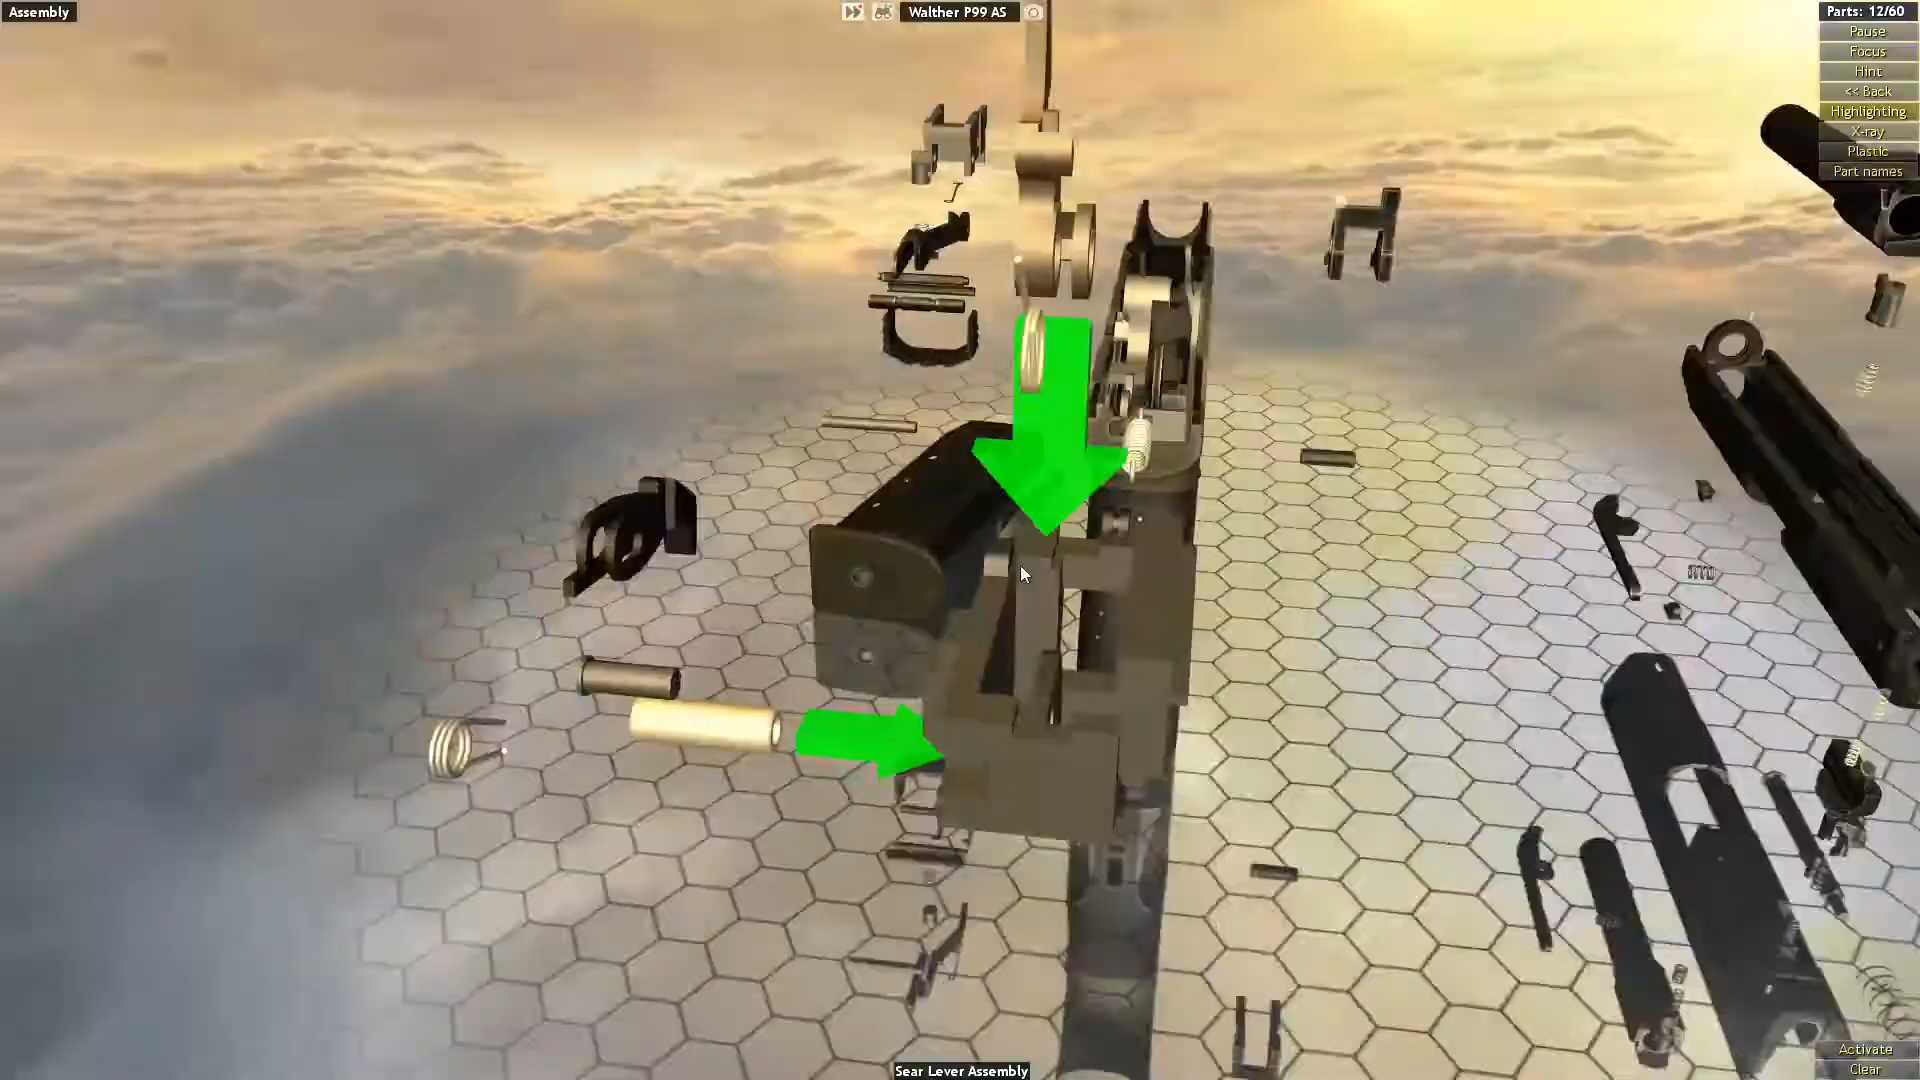 Assembly
Walther P99 AS
Parts: 12/60
Pause
Focus
Hint
<< Back
Highlighting
X-ray
Plastic
Part names
Activate
Clear
Sear Lever Assembly